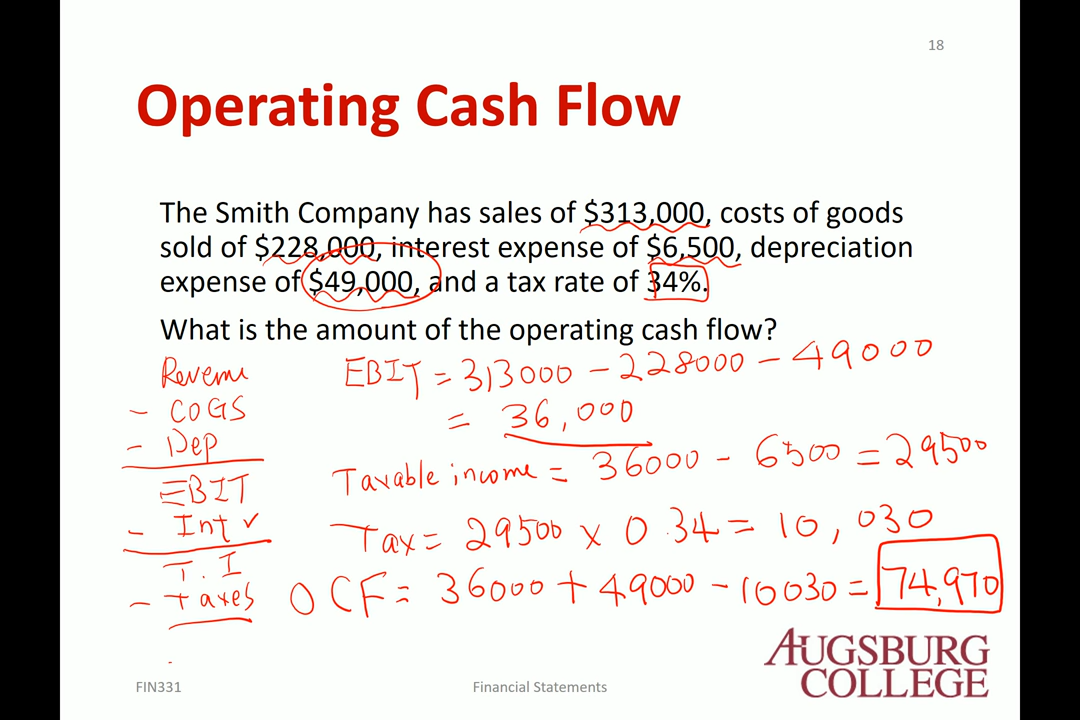 18
Operating Cash Flow
The Smith Company has sales of $313,000, costs of goods
sold of $228,000, interest expense of $6,500, depreciation
expense of $49,000, and a tax rate of 34%.
What is the amount of the operating cash flow?
Revenue
- COGS
- Dep
EBIT
- Int ✓
T.I
- Taxes
EBIT = 313000 - 228000 - 49000
= 36,000
Taxable income = 36000 - 6500 = 29500
Tax = 29500 x 0.34 = 10,030
OCF = 36000 + 49000 - 10030 = 74,970
AUGSBURG
COLLEGE
FIN331
Financial Statements